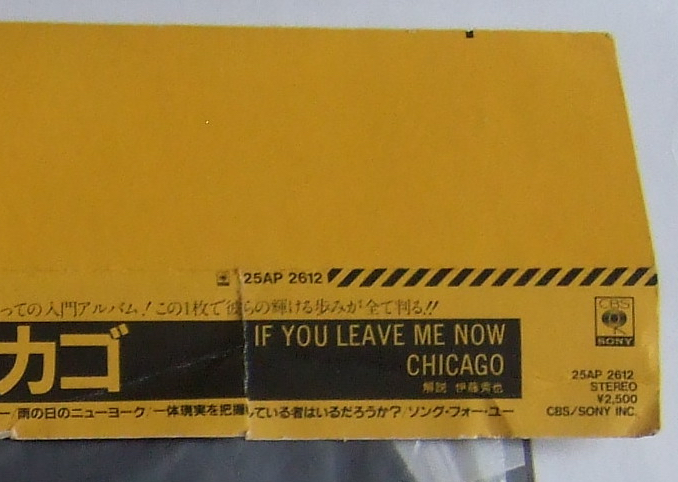 25AP 2612
っての入門アルバム!この1枚で彼らの輝ける歩みが全て判る!!
カゴ
IF YOU LEAVE ME NOW
CHICAGO
解説 伊藤秀也
ー/雨の日のニューヨーク/一体現実を把握している者はいるだろうか?/ソング・フォー・ユー
CBS
SONY
25AP 2612
STEREO
¥2,500
CBS/SONY INC.